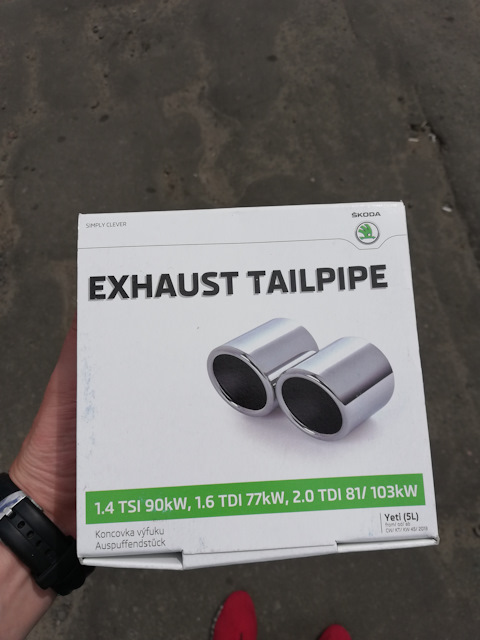 SIMPLY CLEVER
ŠKODA
EXHAUST TAILPIPE
1.4 TSI 90kW, 1.6 TDI 77kW, 2.0 TDI 81/ 103kW
Koncovka výfuku
Auspuffendstück
Yeti (5L)